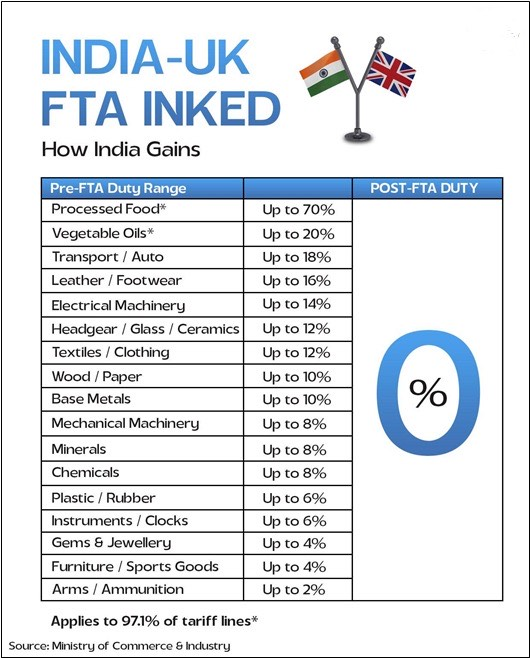 INDIA-UK
FTA INKED
How India Gains
Pre-FTA Duty Range POST-FTA DUTY
Processed Food* Up to 70%
Vegetable Oils* Up to 20%
Transport / Auto Up to 18%
Leather / Footwear Up to 16%
Electrical Machinery Up to 14%
Headgear / Glass / Ceramics Up to 12%
Textiles / Clothing Up to 12%
Wood / Paper Up to 10%
Base Metals Up to 10%
Mechanical Machinery Up to 8%
Minerals Up to 8%
Chemicals Up to 8%
Plastic / Rubber Up to 6%
Instruments / Clocks Up to 6%
Gems & Jewellery Up to 4%
Furniture / Sports Goods Up to 4%
Arms / Ammunition Up to 2%
0%
Applies to 97.1% of tariff lines*
Source: Ministry of Commerce & Industry